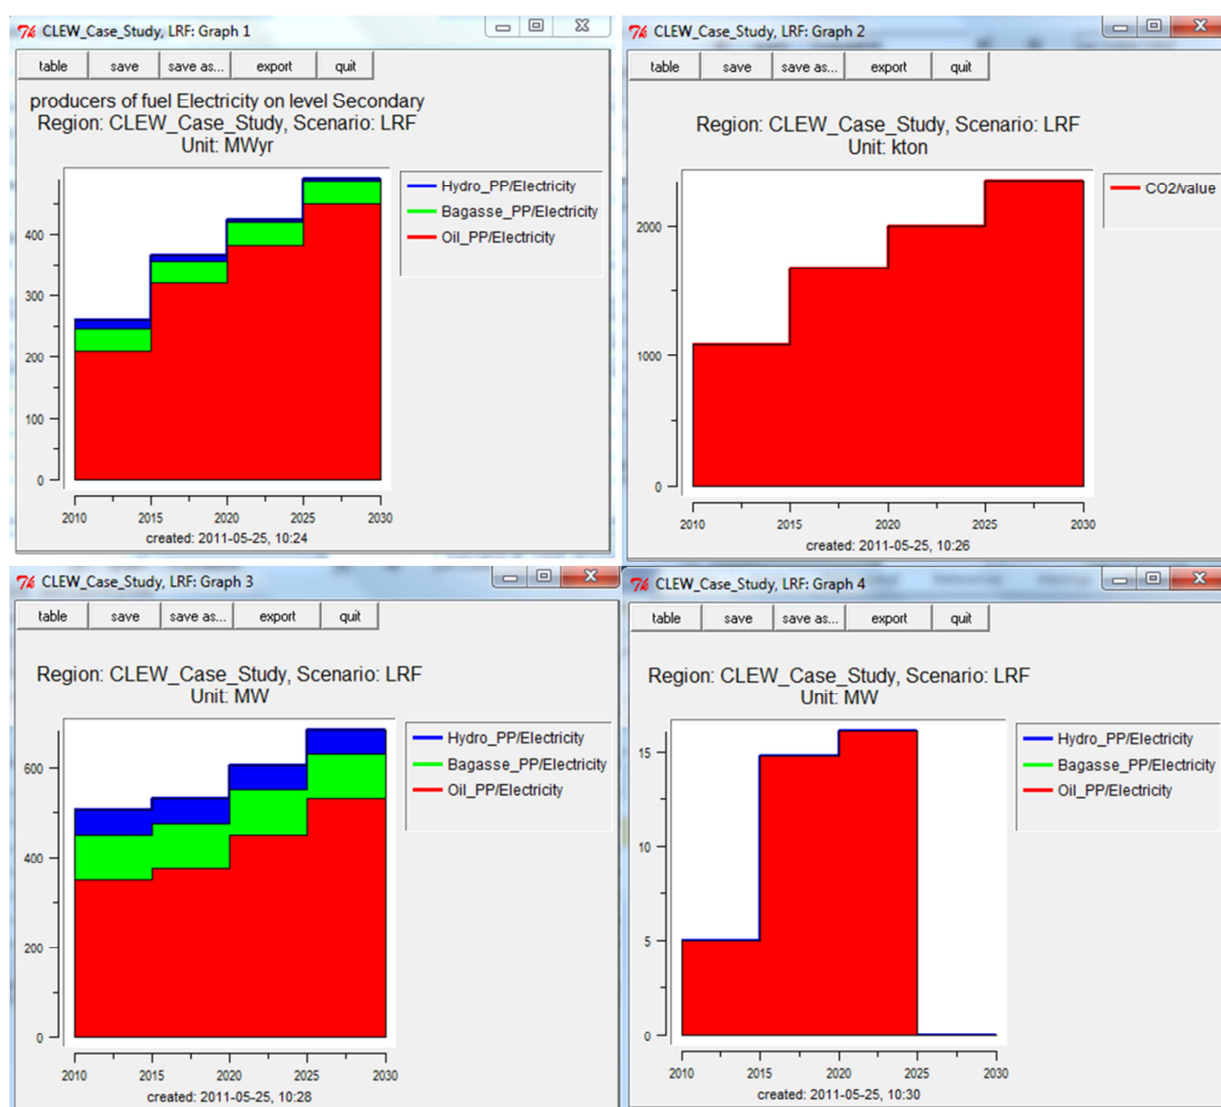 CLEW_Case_Study, LRF: Graph 1
table save save as... export quit
producers of fuel Electricity on level Secondary
Region: CLEW_Case_Study, Scenario: LRF
Unit: MWyr
Hydro_PP/Electricity
Bagasse_PP/Electricity
Oil_PP/Electricity
400
300
200
100
0
2010 2015 2020 2025 2030
created: 2011-05-25, 10:24
CLEW_Case_Study, LRF: Graph 2
table save save as... export quit
Region: CLEW_Case_Study, Scenario: LRF
Unit: kton
CO2/value
2000
1000
0
2010 2015 2020 2025 2030
created: 2011-05-25, 10:26
CLEW_Case_Study, LRF: Graph 3
table save save as... export quit
Region: CLEW_Case_Study, Scenario: LRF
Unit: MW
Hydro_PP/Electricity
Bagasse_PP/Electricity
Oil_PP/Electricity
600
400
200
0
2010 2015 2020 2025 2030
created: 2011-05-25, 10:28
CLEW_Case_Study, LRF: Graph 4
table save save as... export quit
Region: CLEW_Case_Study, Scenario: LRF
Unit: MW
Hydro_PP/Electricity
Bagasse_PP/Electricity
Oil_PP/Electricity
15
10
5
0
2010 2015 2020 2025 2030
created: 2011-05-25, 10:30